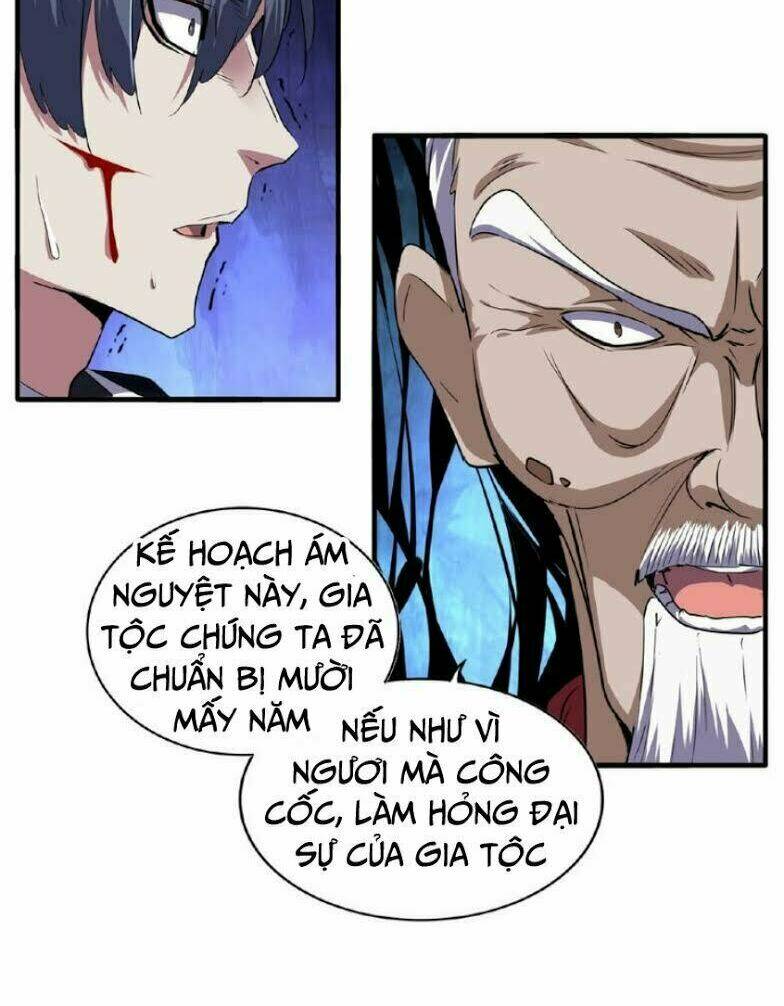 KẾ HOẠCH ÁM
NGUYỆT NÀY, GIA
TỘC CHÚNG TA ĐÃ
CHUẨN BỊ MƯỜI
MẤY NĂM
NẾU NHƯ VÌ
NGƯƠI MÀ CÔNG
CỐC, LÀM HỎNG ĐẠI
SỰ CỦA GIA TỘC